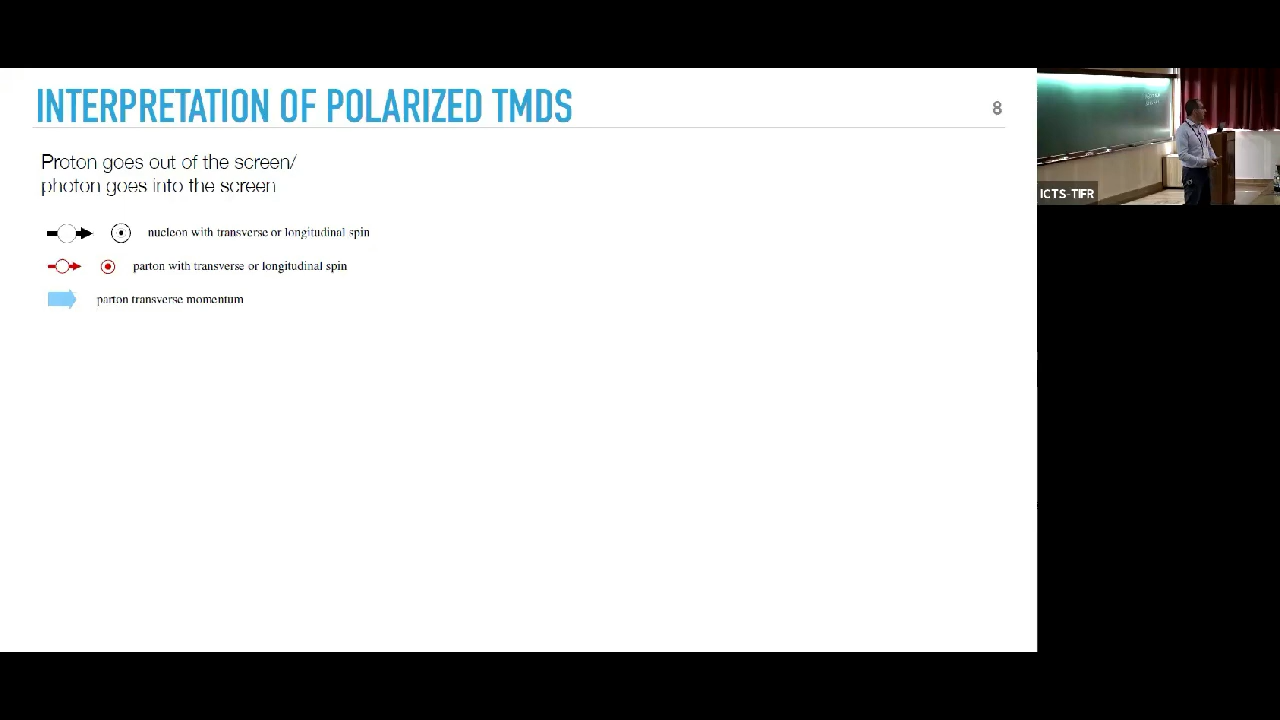 INTERPRETATION OF POLARIZED TMDS
8
Proton goes out of the screen/
photon goes into the screen
nucleon with transverse or longitudinal spin
parton with transverse or longitudinal spin
parton transverse momentum
ICTS-TIFR